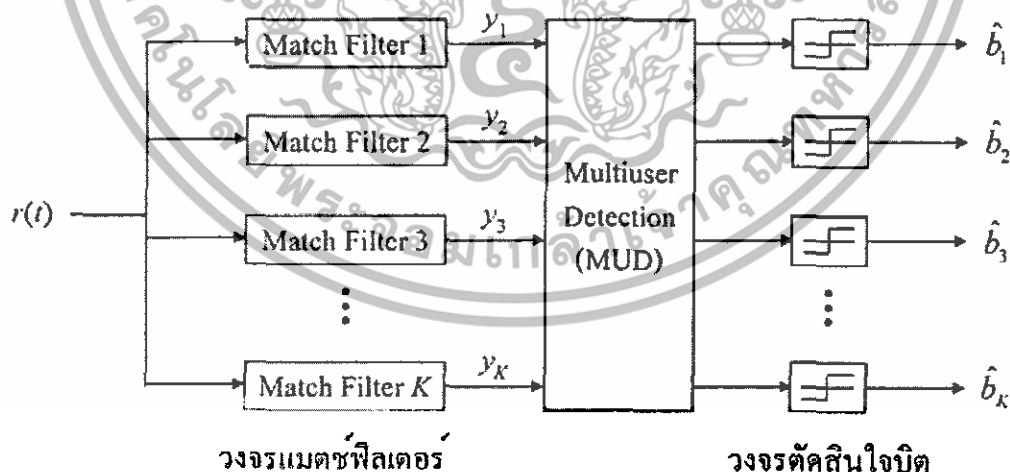 Match Filter 1 y₁ b̂₁
Match Filter 2 y₂ b̂₂
Multiuser
Detection
(MUD)
r(t)
Match Filter 3 y₃ b̂₃
Match Filter K y_K b̂_K
วงจรแมตช์ฟิลเตอร์ วงจรตัดสินใจบิต